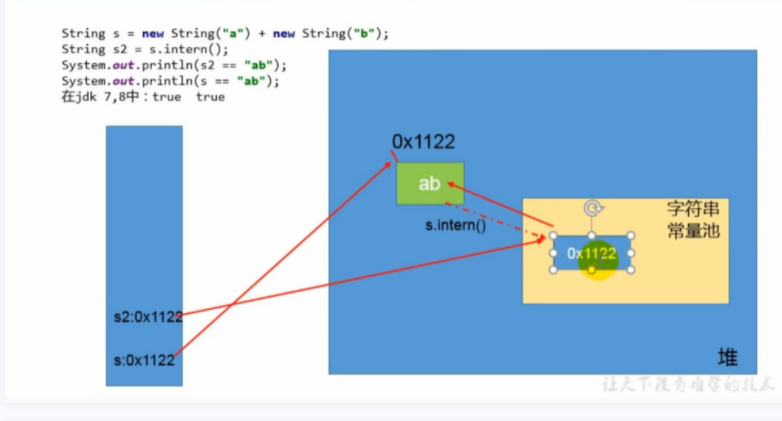 String s = new String("a") + new String("b");
String s2 = s.intern();
System.out.println(s2 == "ab");
System.out.println(s == "ab");
在jdk 7,8中：true  true
0x1122
ab
s.intern()
字符串
常量池
0x1122
s2:0x1122
s:0x1122
堆
让天下没有难学的技术